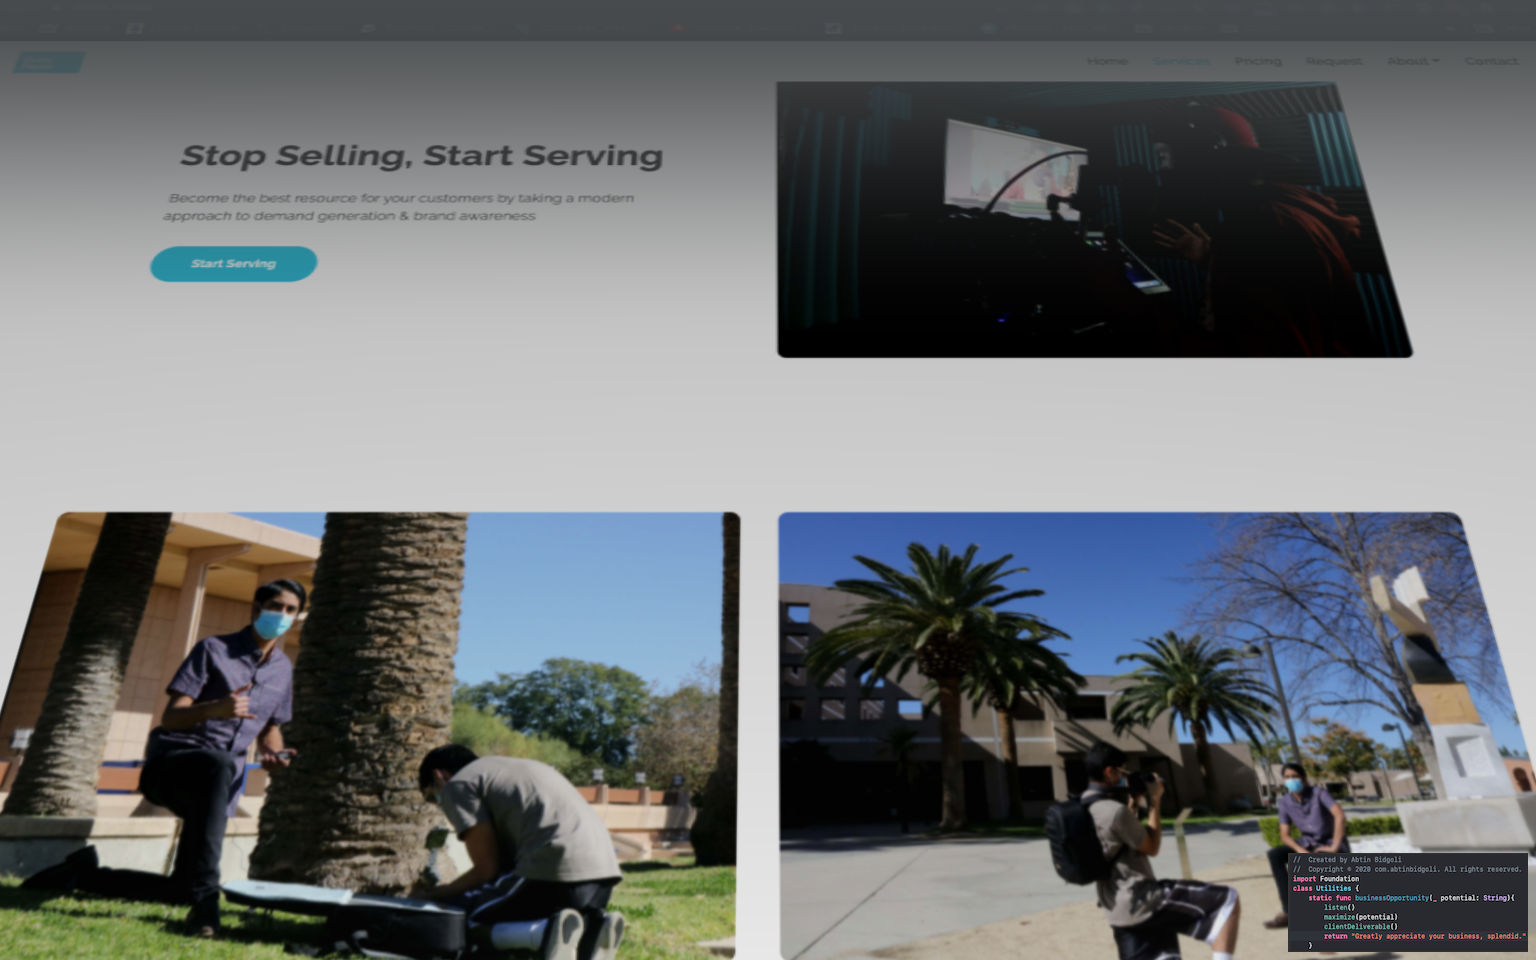 Home Services Pricing Request About Contact
Stop Selling, Start Serving
Become the best resource for your customers by taking a modern
approach to demand generation & brand awareness
Start Serving
// Created by Abtin Bidgoli
// Copyright © 2020 com.abtinbidgoli. All rights reserved.
import Foundation
class Utilities {
static func businessOpportunity(_ potential: String){
listen()
maximize(potential)
clientDeliverable()
return "Greatly appreciate your business, splendid."
}